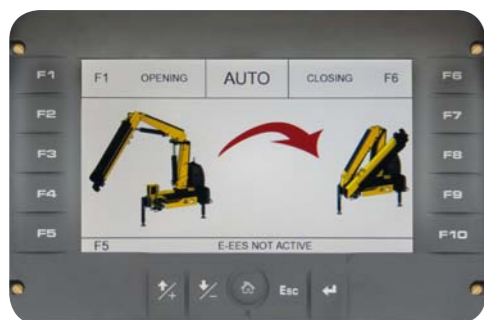 F1 F1 OPENING AUTO CLOSING F6 F6
F2 F7
F3 F8
F4 F9
F5 F10
F5 E-EES NOT ACTIVE
+ - Esc